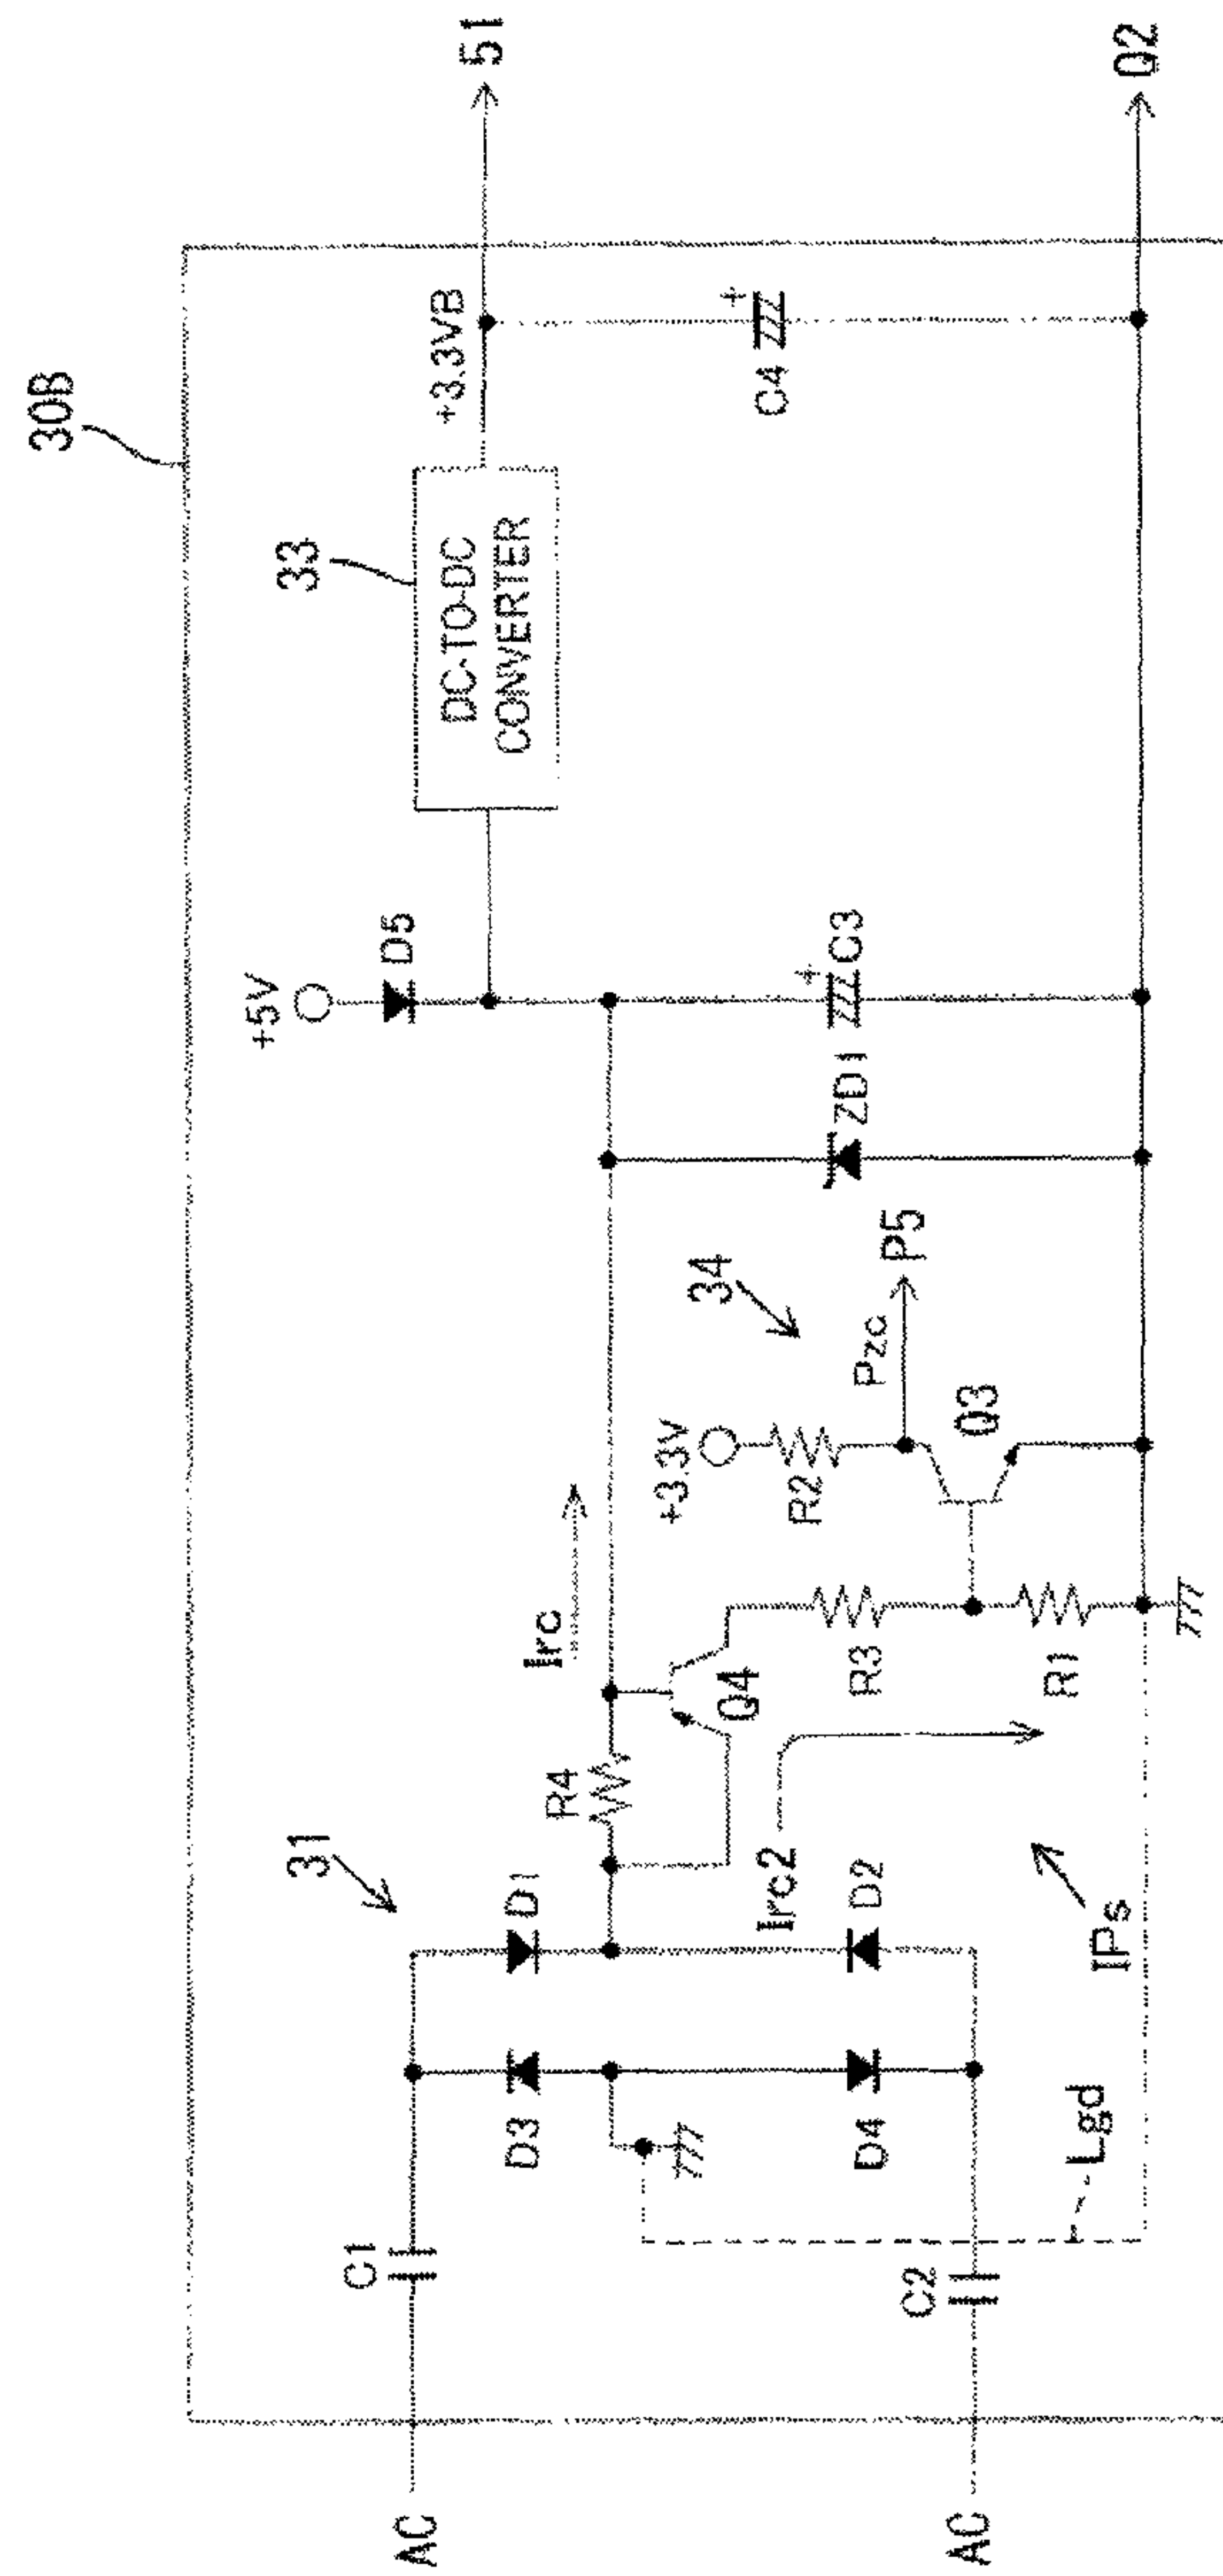 30B
51
Q2
+3.3VB
C4
+
33
DC-TO-DC
CONVERTER
+5V
D5
+
C3
ZD1
34
Pzc
P5
+3.3V
R2
Q3
Irc
R3
R1
Q4
R4
Irc2
31
D1
D2
IPs
D3
D4
Lgd
C1
C2
AC
AC